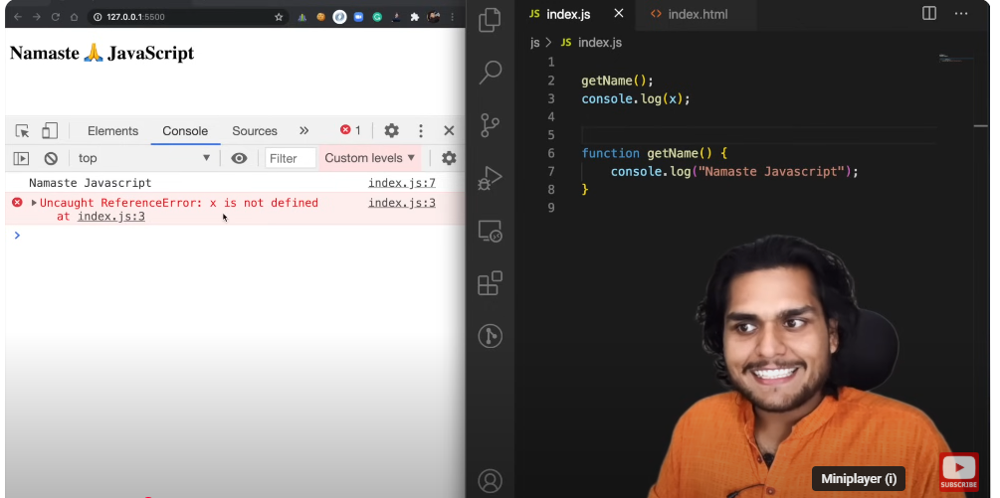 127.0.0.1:5500
Namaste 🙏 JavaScript
Elements Console Sources » 1
top Filter Custom levels ▼
Namaste Javascript index.js:7
Uncaught ReferenceError: x is not defined index.js:3
at index.js:3
JS index.js <> index.html
js > JS index.js
1
2 getName();
3 console.log(x);
4
5
6 function getName() {
7 console.log("Namaste Javascript");
8 }
9
Miniplayer (i)
SUBSCRIBE